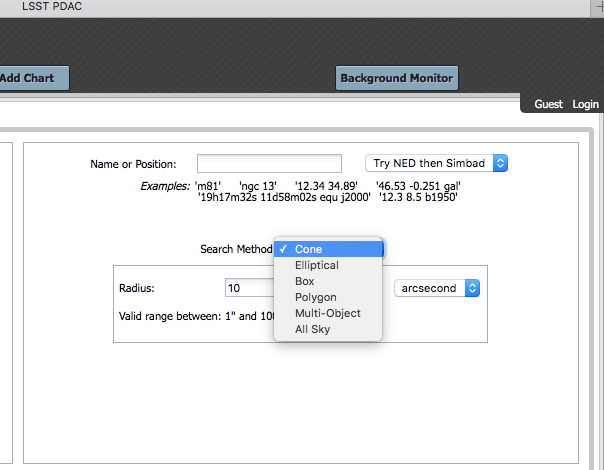 LSST PDAC
Add Chart
Background Monitor
Guest Login
Name or Position:
Try NED then Simbad
Examples: 'm81' 'ngc 13' '12.34 34.89' '46.53 -0.251 gal'
'19h17m32s 11d58m02s equ j2000' '12.3 8.5 b1950'
Search Method
✓ Cone
Elliptical
Box
Polygon
Multi-Object
All Sky
Radius: 10 arcsecond
Valid range between: 1" and